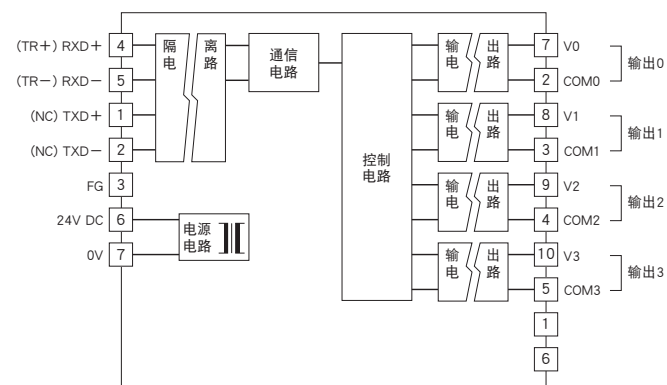 (TR+) RXD+ 4
(TR−) RXD− 5
(NC) TXD+ 1
(NC) TXD− 2
FG 3
24V DC 6
0V 7
隔离
电路
通信
电路
电源
电路
控制
电路
输出
电路
7 V0
2 COM0
输出0
输出
电路
8 V1
3 COM1
输出1
输出
电路
9 V2
4 COM2
输出2
输出
电路
10 V3
5 COM3
输出3
1
6